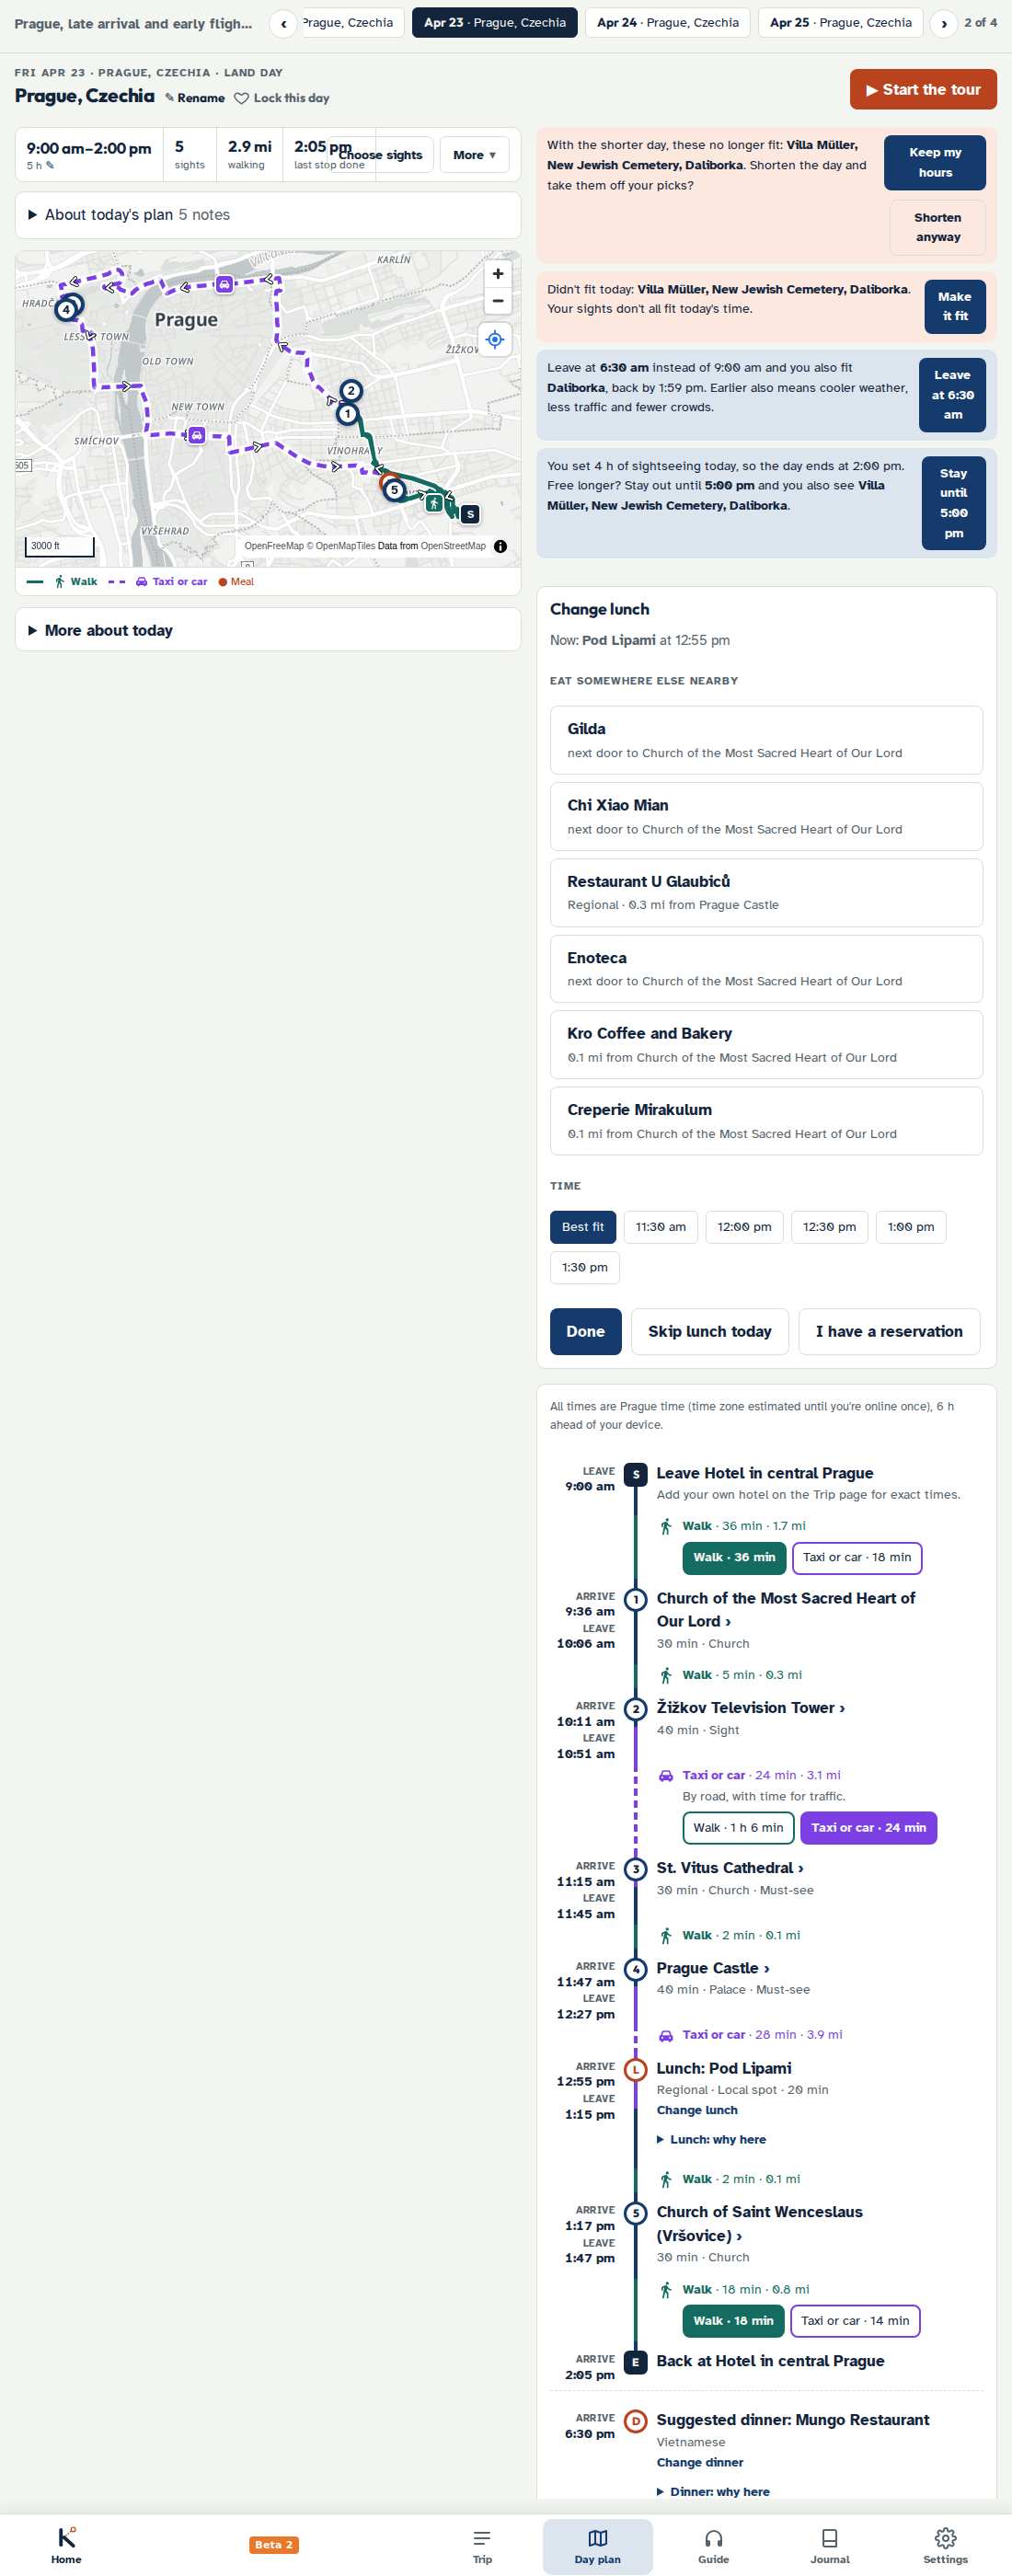 Prague, late arrival and early fligh...
‹
Prague, Czechia
Apr 23 · Prague, Czechia
Apr 24 · Prague, Czechia
Apr 25 · Prague, Czechia
›
2 of 4
FRI APR 23 · PRAGUE, CZECHIA · LAND DAY
Prague, Czechia
✎ Rename
Lock this day
▶ Start the tour
9:00 am–2:00 pm
5 h ✎
5
sights
2.9 mi
walking
2:05 pm
last stop done
Choose sights
More ▾
▶ About today's plan 5 notes
KARLÍN
Prague
OLD TOWN
NEW TOWN
SMÍCHOV
VYŠEHRAD
4
2
1
5
S
+
−
3000 ft
OpenFreeMap © OpenMapTiles Data from OpenStreetMap
Walk
Taxi or car
Meal
▶ More about today
With the shorter day, these no longer fit: Villa Müller,
New Jewish Cemetery, Daliborka. Shorten the day and
take them off your picks?
Keep my
hours
Shorten
anyway
Didn't fit today: Villa Müller, New Jewish Cemetery, Daliborka.
Your sights don't all fit today's time.
Make
it fit
Leave at 6:30 am instead of 9:00 am and you also fit
Daliborka, back by 1:59 pm. Earlier also means cooler weather,
less traffic and fewer crowds.
Leave
at 6:30
am
You set 4 h of sightseeing today, so the day ends at 2:00 pm.
Free longer? Stay out until 5:00 pm and you also see Villa
Müller, New Jewish Cemetery, Daliborka.
Stay
until
5:00
pm
Change lunch
Now: Pod Lipami at 12:55 pm
EAT SOMEWHERE ELSE NEARBY
Gilda
next door to Church of the Most Sacred Heart of Our Lord
Chi Xiao Mian
next door to Church of the Most Sacred Heart of Our Lord
Restaurant U Glaubiců
Regional · 0.3 mi from Prague Castle
Enoteca
next door to Church of the Most Sacred Heart of Our Lord
Kro Coffee and Bakery
0.1 mi from Church of the Most Sacred Heart of Our Lord
Creperie Mirakulum
0.1 mi from Church of the Most Sacred Heart of Our Lord
TIME
Best fit
11:30 am
12:00 pm
12:30 pm
1:00 pm
1:30 pm
Done
Skip lunch today
I have a reservation
All times are Prague time (time zone estimated until you're online once), 6 h
ahead of your device.
LEAVE
9:00 am
S
Leave Hotel in central Prague
Add your own hotel on the Trip page for exact times.
Walk · 36 min · 1.7 mi
Walk · 36 min
Taxi or car · 18 min
ARRIVE
9:36 am
LEAVE
10:06 am
1
Church of the Most Sacred Heart of
Our Lord ›
30 min · Church
Walk · 5 min · 0.3 mi
ARRIVE
10:11 am
LEAVE
10:51 am
2
Žižkov Television Tower ›
40 min · Sight
Taxi or car · 24 min · 3.1 mi
By road, with time for traffic.
Walk · 1 h 6 min
Taxi or car · 24 min
ARRIVE
11:15 am
LEAVE
11:45 am
3
St. Vitus Cathedral ›
30 min · Church · Must-see
Walk · 2 min · 0.1 mi
ARRIVE
11:47 am
LEAVE
12:27 pm
4
Prague Castle ›
40 min · Palace · Must-see
Taxi or car · 28 min · 3.9 mi
ARRIVE
12:55 pm
LEAVE
1:15 pm
L
Lunch: Pod Lipami
Regional · Local spot · 20 min
Change lunch
▶ Lunch: why here
Walk · 2 min · 0.1 mi
ARRIVE
1:17 pm
LEAVE
1:47 pm
5
Church of Saint Wenceslaus
(Vršovice) ›
30 min · Church
Walk · 18 min · 0.8 mi
Walk · 18 min
Taxi or car · 14 min
ARRIVE
2:05 pm
E
Back at Hotel in central Prague
ARRIVE
6:30 pm
D
Suggested dinner: Mungo Restaurant
Vietnamese
Change dinner
▶ Dinner: why here
Home
Beta 2
Trip
Day plan
Guide
Journal
Settings